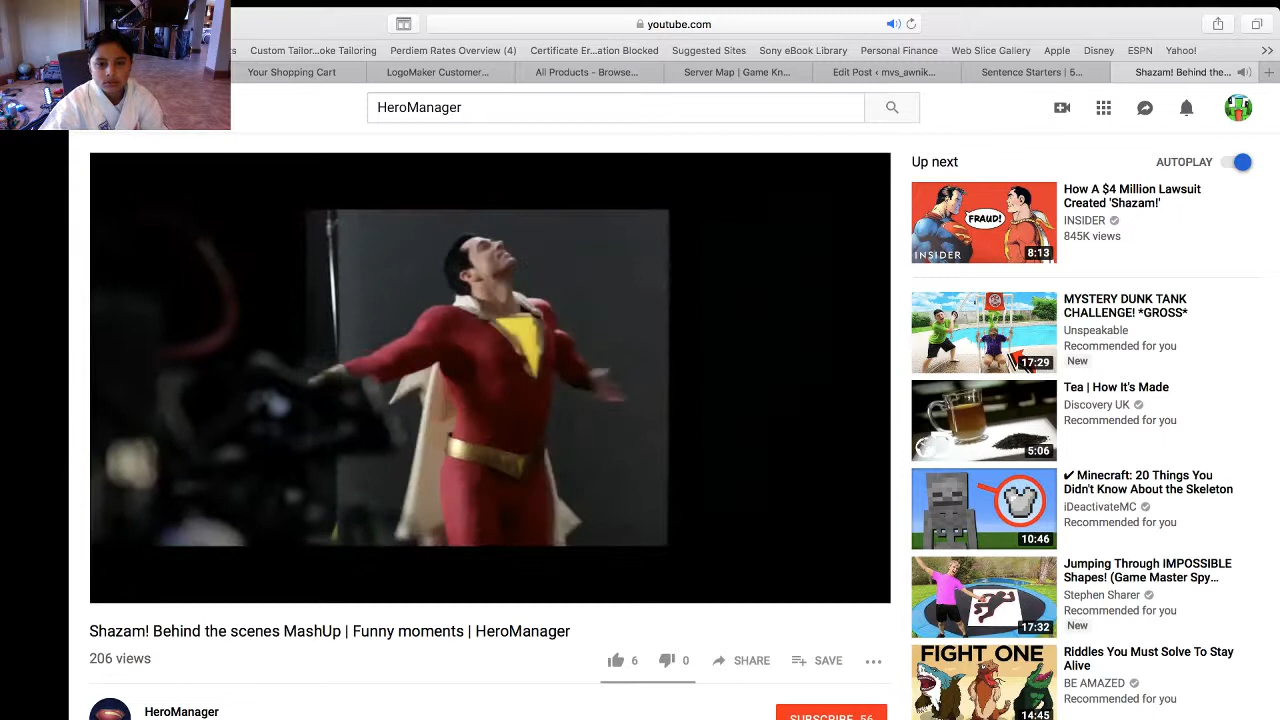 youtube.com
Custom Tailor...oke Tailoring
Perdiem Rates Overview (4)
Certificate Er...ation Blocked
Suggested Sites
Sony eBook Library
Personal Finance
Web Slice Gallery
Apple
Disney
ESPN
Yahoo!
Your Shopping Cart
LogoMaker Customer...
All Products - Browse...
Server Map | Game Kn...
Edit Post ‹ mvs_awnik...
Sentence Starters | 5...
Shazam! Behind the...
HeroManager
Up next
AUTOPLAY
FRAUD!
INSIDER
8:13
How A $4 Million Lawsuit
Created 'Shazam!'
INSIDER
845K views
17:29
MYSTERY DUNK TANK
CHALLENGE! *GROSS*
Unspeakable
Recommended for you
New
5:06
Tea | How It's Made
Discovery UK
Recommended for you
10:46
✔ Minecraft: 20 Things You
Didn't Know About the Skeleton
iDeactivateMC
Recommended for you
17:32
Jumping Through IMPOSSIBLE
Shapes! (Game Master Spy...
Stephen Sharer
Recommended for you
New
FIGHT ONE
14:45
Riddles You Must Solve To Stay
Alive
BE AMAZED
Recommended for you
Shazam! Behind the scenes MashUp | Funny moments | HeroManager
206 views
6
0
SHARE
SAVE
HeroManager
SUBSCRIBE 56